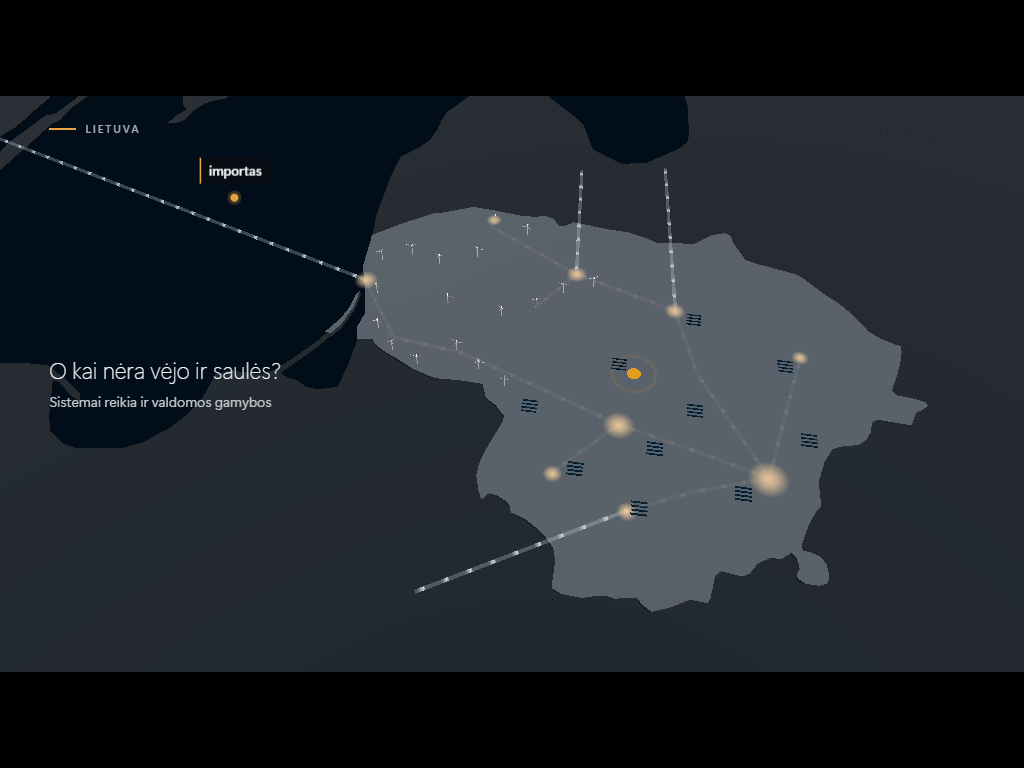 LIETUVA
importas
O kai nėra vėjo ir saulės?
Sistemai reikia ir valdomos gamybos